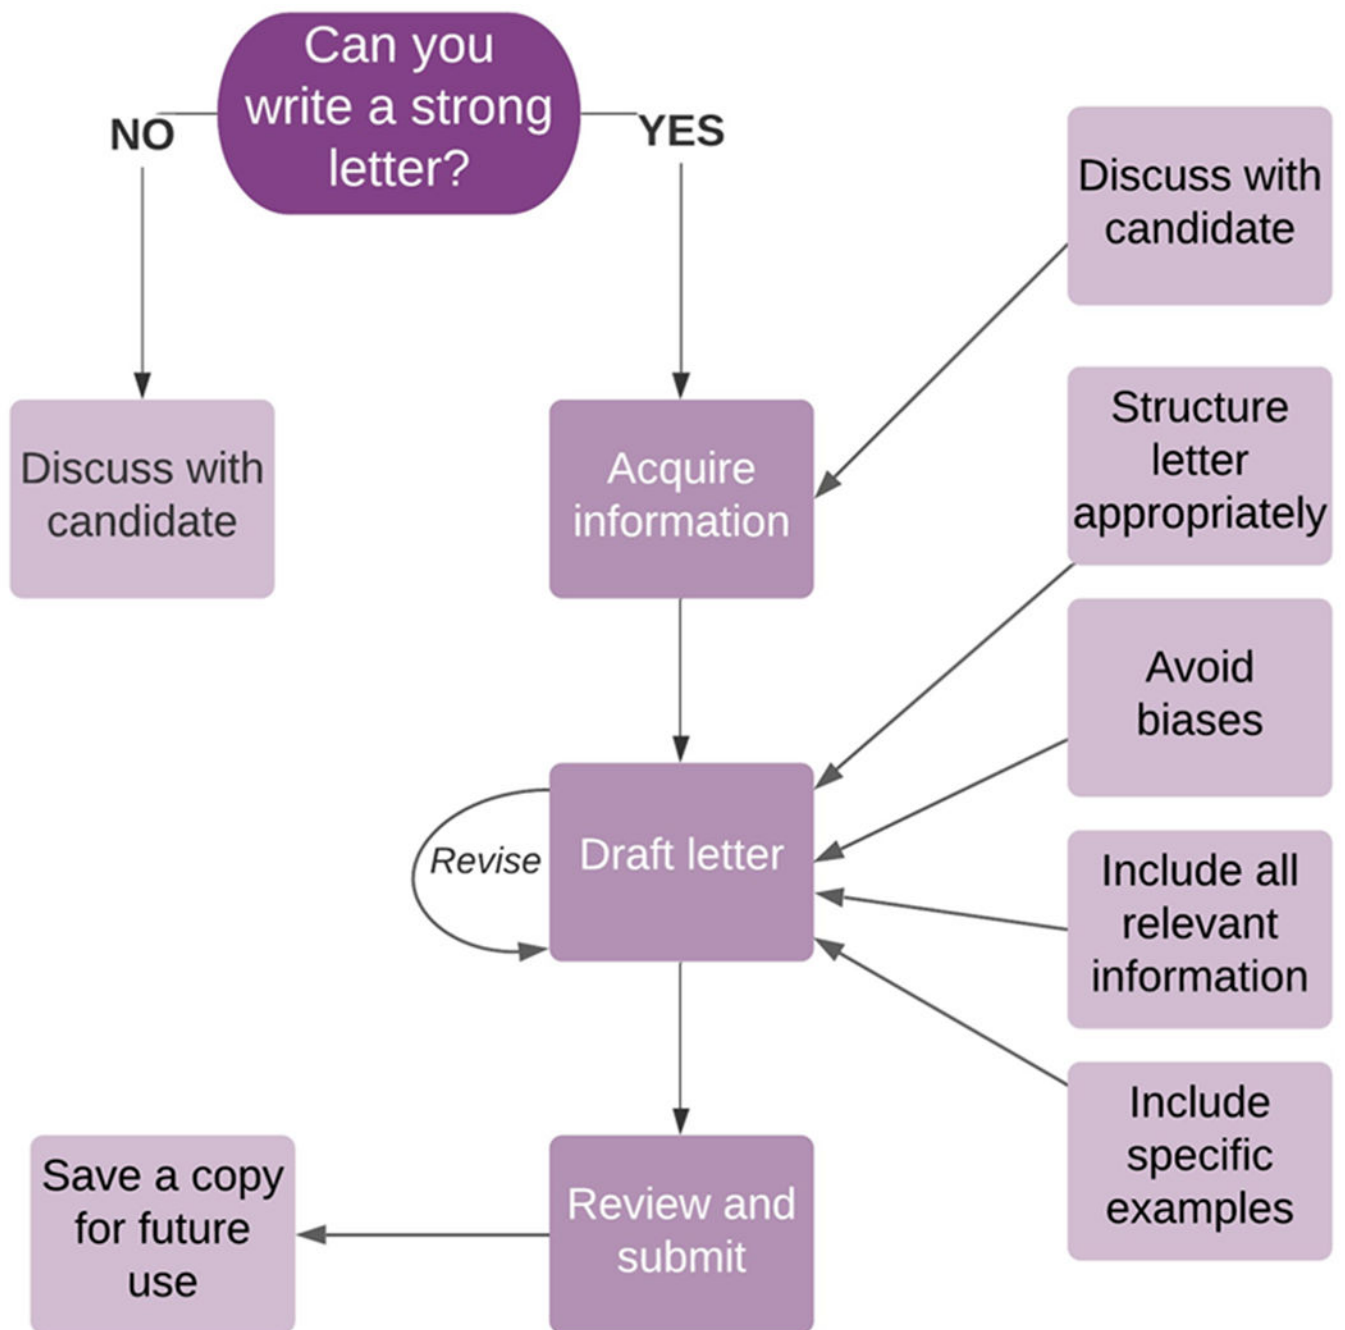 Can you
write a strong
letter?
NO
YES
Discuss with
candidate
Discuss with
candidate
Acquire
information
Structure
letter
appropriately
Avoid
biases
Revise
Draft letter
Include all
relevant
information
Include
specific
examples
Save a copy
for future
use
Review and
submit